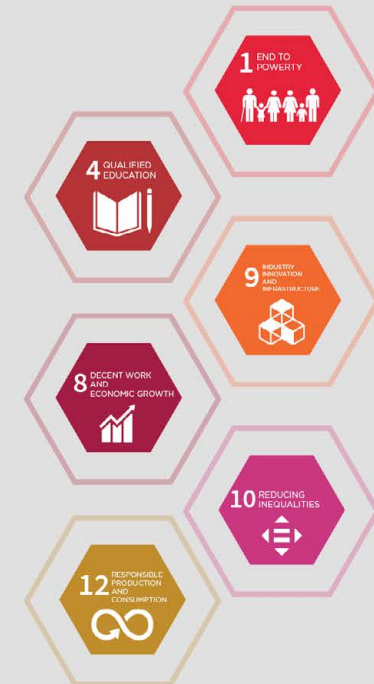 1 END TO
POWERTY
4 QUALIFIED
EDUCATION
9 INDUSTRY
INNOVATION
AND
INFRASTRUCTURE
8 DECENT WORK
AND
ECONOMIC GROWTH
10 REDUCING
INEQUALITIES
12 RESPONSIBLE
PRODUCTION
AND
CONSUMPTION